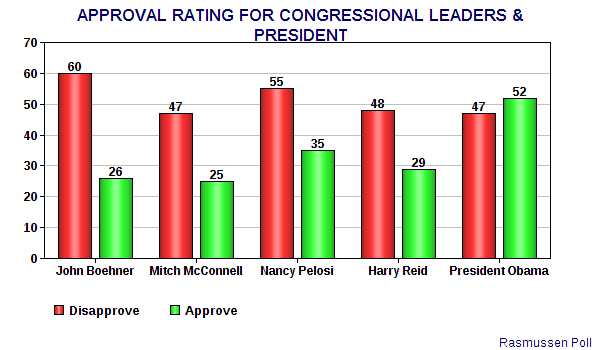 APPROVAL RATING FOR CONGRESSIONAL LEADERS &
PRESIDENT
70
60
50
40
30
20
10
0
60 26 47 25 55 35 48 29 47 52
John Boehner Mitch McConnell Nancy Pelosi Harry Reid President Obama
Disapprove Approve
Rasmussen Poll